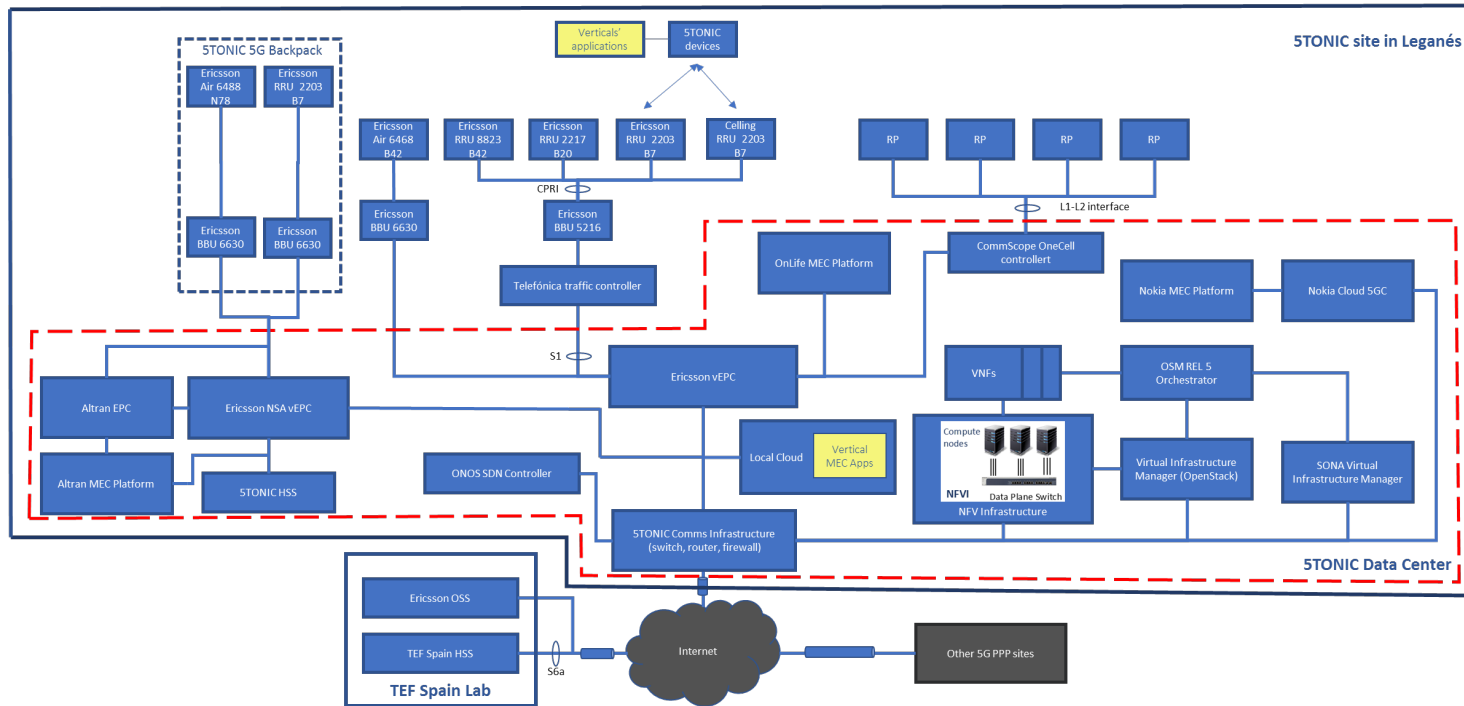 5TONIC site in Leganés
5TONIC 5G Backpack
Ericsson
Air 6488
N78
Ericsson
RRU 2203
B7
Ericsson
BBU 6630
Ericsson
BBU 6630
Verticals'
applications
5TONIC
devices
Ericsson
Air 6468
B42
Ericsson
RRU 8823
B42
Ericsson
RRU 2217
B20
Ericsson
RRU 2203
B7
Celling
RRU 2203
B7
RP
RP
RP
RP
CPRI
L1-L2 interface
Ericsson
BBU 6630
Ericsson
BBU 5216
Telefónica traffic controller
OnLife MEC Platform
CommScope OneCell
controllert
Nokia MEC Platform
Nokia Cloud 5GC
S1
Ericsson vEPC
VNFs
OSM REL 5
Orchestrator
Altran EPC
Ericsson NSA vEPC
Altran MEC Platform
5TONIC HSS
ONOS SDN Controller
Local Cloud
Vertical
MEC Apps
Compute
nodes
NFVI
Data Plane Switch
NFV Infrastructure
Virtual Infrastructure
Manager (OpenStack)
SONA Virtual
Infrastructure Manager
5TONIC Comms Infrastructure
(switch, router, firewall)
5TONIC Data Center
Ericsson OSS
TEF Spain HSS
S6a
TEF Spain Lab
Internet
Other 5G PPP sites